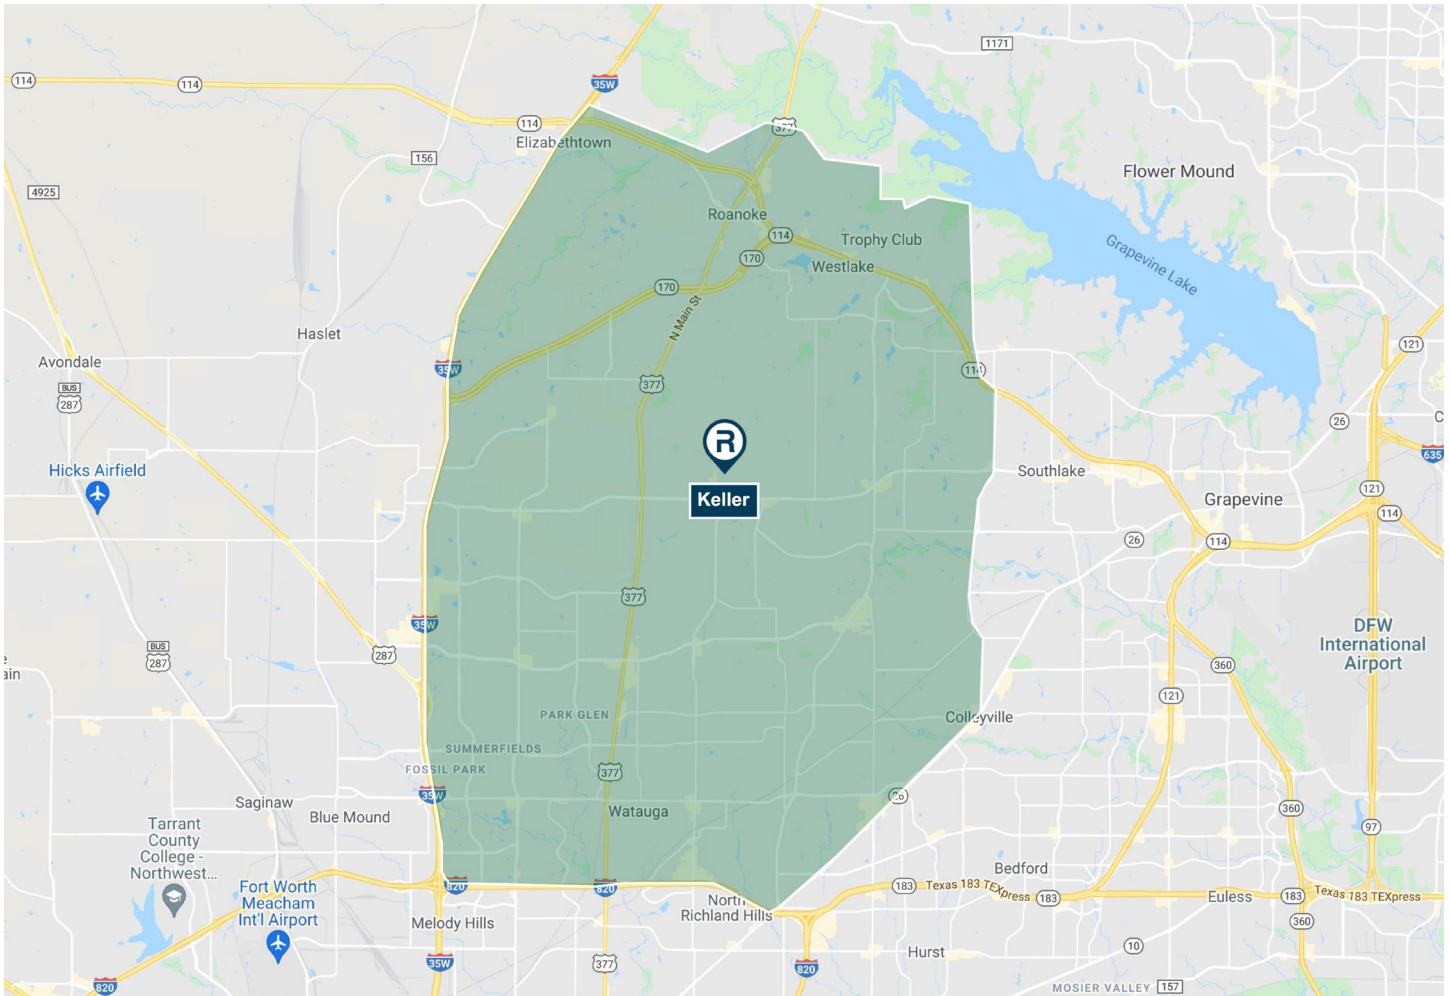 1171
35W
114
114
114
377
Elizabethtown
156
Flower Mound
4925
Roanoke
114
Trophy Club
170
Westlake
Grapevine Lake
170
N Main St
Haslet
121
Avondale
35W
114
377
BUS
287
26
C
R
635
Hicks Airfield
Southlake
121
Keller
Grapevine
114
26
114
377
35W
DFW
International
Airport
BUS
287
287
e
ain
360
121
PARK GLEN
Colleyville
SUMMERFIELDS
FOSSIL PARK
377
35W
26
Saginaw
Watauga
360
Blue Mound
Tarrant
County
College -
Northwest...
97
Bedford
820
820
183
Texas 183 TEXpress
183
Euless
183
Texas 183 TEXpress
Fort Worth
Meacham
Int'l Airport
North
Richland Hills
Melody Hills
360
Hurst
10
35W
377
820
820
MOSIER VALLEY
157